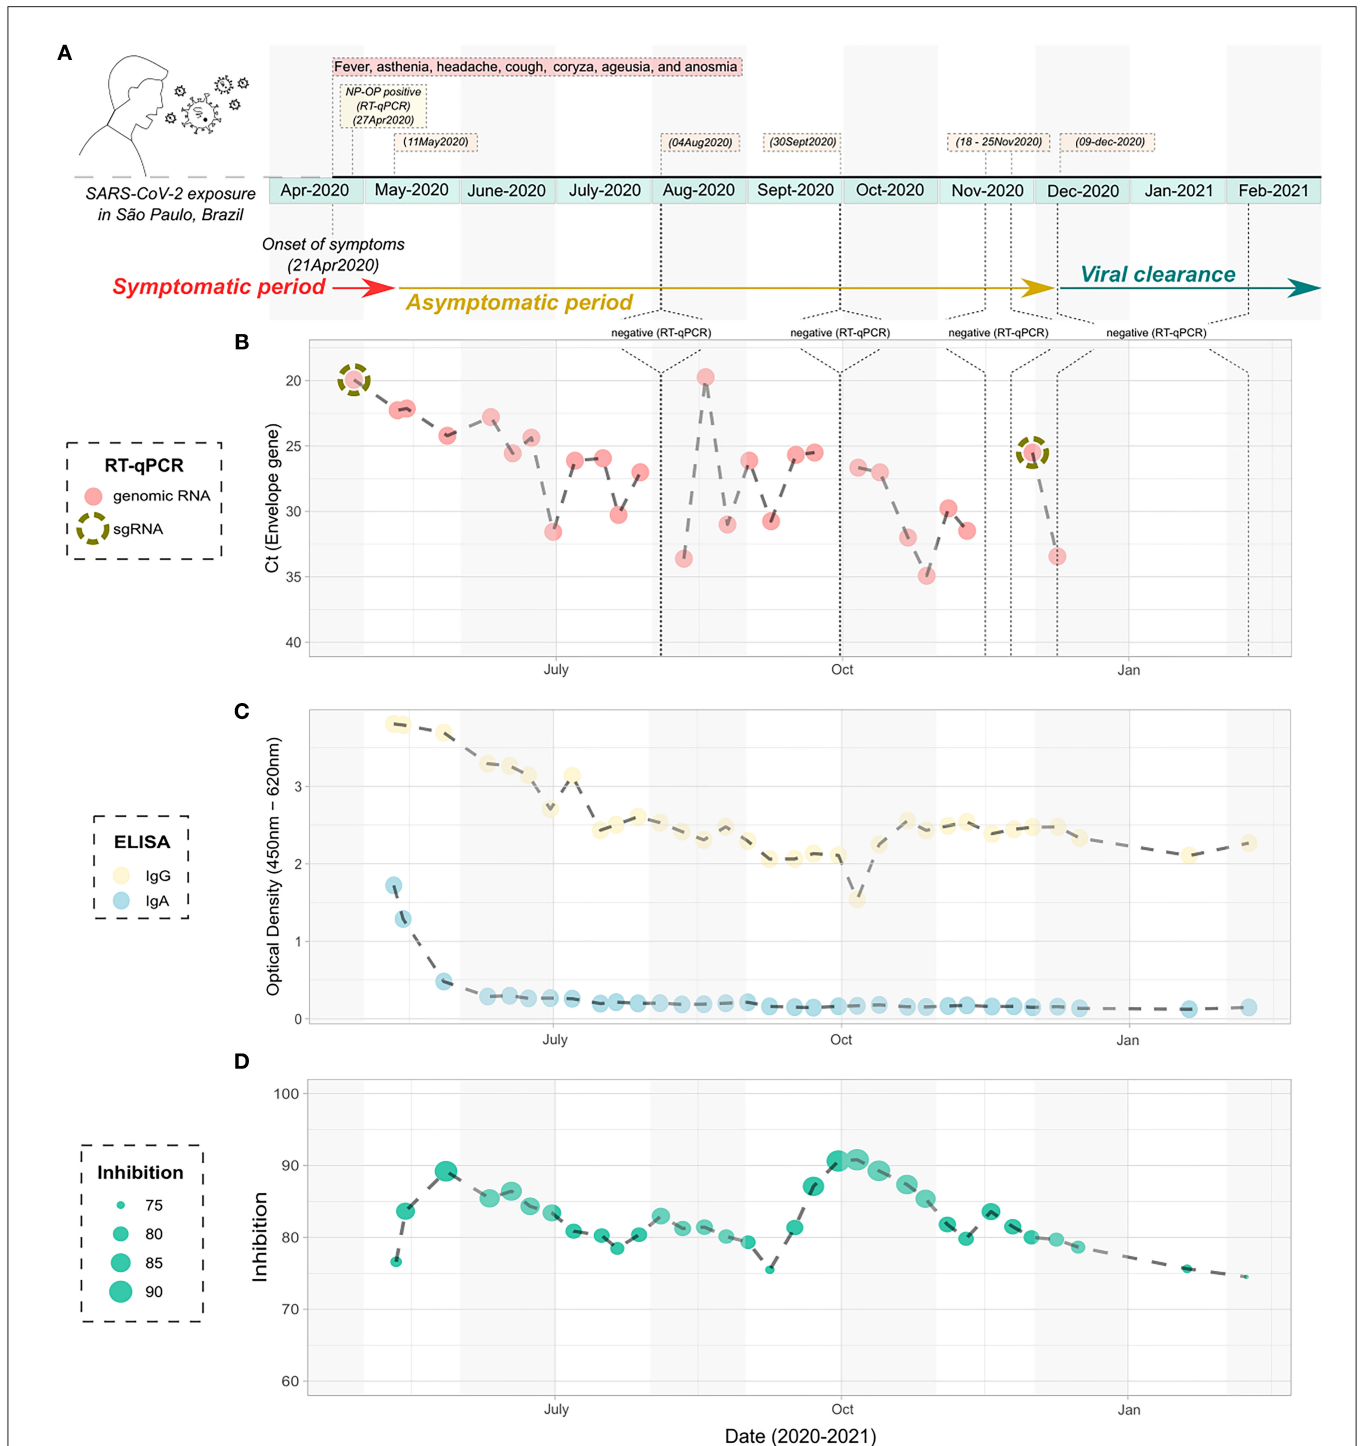 A
Fever, asthenia, headache, cough, coryza, ageusia, and anosmia
NP-OP positive
(RT-qPCR)
(27Apr2020)
(11May2020)
(04Aug2020)
(30Sept2020)
(18 - 25Nov2020)
(09-dec-2020)
SARS-CoV-2 exposure
in São Paulo, Brazil
Apr-2020
May-2020
June-2020
July-2020
Aug-2020
Sept-2020
Oct-2020
Nov-2020
Dec-2020
Jan-2021
Feb-2021
Onset of symptoms
(21Apr2020)
Symptomatic period
Asymptomatic period
Viral clearance
negative (RT-qPCR)
negative (RT-qPCR)
negative (RT-qPCR)
negative (RT-qPCR)
B
RT-qPCR
genomic RNA
sgRNA
Ct (Envelope gene)
20
25
30
35
40
July
Oct
Jan
C
ELISA
IgG
IgA
Optical Density (450nm − 620nm)
3
2
1
0
July
Oct
Jan
D
Inhibition
75
80
85
90
Inhibition
100
90
80
70
60
July
Oct
Jan
Date (2020-2021)